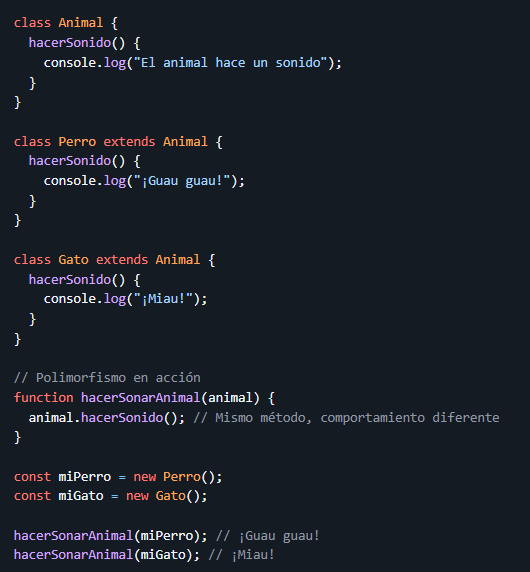 class Animal {
  hacerSonido() {
    console.log("El animal hace un sonido");
  }
}

class Perro extends Animal {
  hacerSonido() {
    console.log("¡Guau guau!");
  }
}

class Gato extends Animal {
  hacerSonido() {
    console.log("¡Miau!");
  }
}

// Polimorfismo en acción
function hacerSonarAnimal(animal) {
  animal.hacerSonido(); // Mismo método, comportamiento diferente
}

const miPerro = new Perro();
const miGato = new Gato();

hacerSonarAnimal(miPerro); // ¡Guau guau!
hacerSonarAnimal(miGato); // ¡Miau!